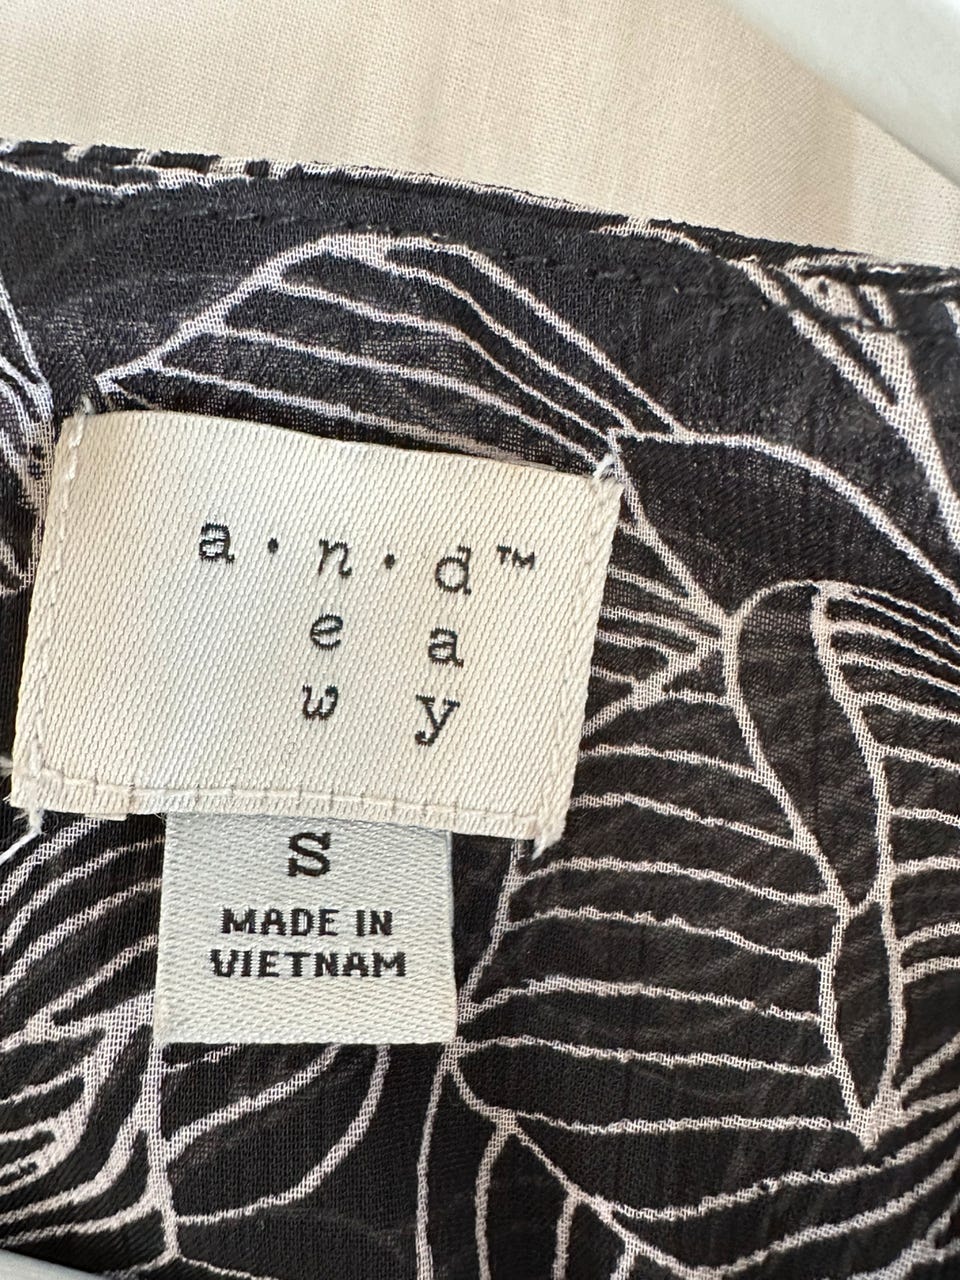 a · n · d™
e a
w y
S
MADE IN
VIETNAM